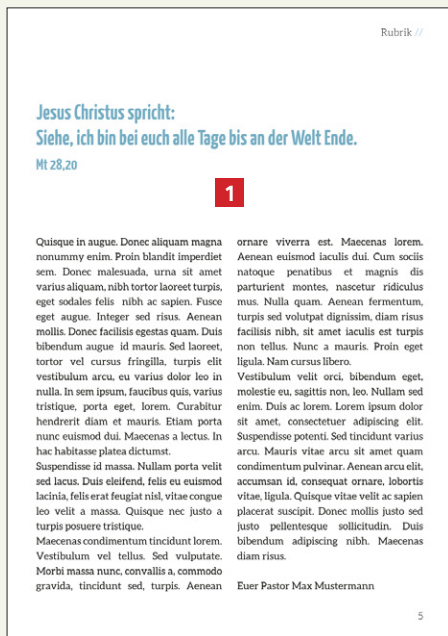 Rubrik //
Jesus Christus spricht:
Siehe, ich bin bei euch alle Tage bis an der Welt Ende.
Mt 28,20
1
Quisque in augue. Donec aliquam magna
nonummy enim. Proin blandit imperdiet
sem. Donec malesuada, urna sit amet
varius aliquam, nibh tortor laoreet turpis,
eget sodales felis nibh ac sapien. Fusce
eget augue. Integer sed risus. Aenean
mollis. Donec facilisis egestas quam. Duis
bibendum augue id mauris. Sed laoreet,
tortor vel cursus fringilla, turpis elit
vestibulum arcu, eu varius dolor leo in
nulla. In sem ipsum, faucibus quis, varius
tristique, porta eget, lorem. Curabitur
hendrerit diam et mauris. Etiam porta
nunc euismod dui. Maecenas a lectus. In
hac habitasse platea dictumst.
Suspendisse id massa. Nullam porta velit
sed lacus. Duis eleifend, felis eu euismod
lacinia, felis erat feugiat nisl, vitae congue
leo velit a massa. Quisque nec justo a
turpis posuere tristique.
Maecenas condimentum tincidunt lorem.
Vestibulum vel tellus. Sed vulputate.
Morbi massa nunc, convallis a, commodo
gravida, tincidunt sed, turpis. Aenean
ornare viverra est. Maecenas lorem.
Aenean euismod iaculis dui. Cum sociis
natoque penatibus et magnis dis
parturient montes, nascetur ridiculus
mus. Nulla quam. Aenean fermentum,
turpis sed volutpat dignissim, diam risus
facilisis nibh, sit amet iaculis est turpis
non tellus. Nunc a mauris. Proin eget
ligula. Nam cursus libero.
Vestibulum velit orci, bibendum eget,
molestie eu, sagittis non, leo. Nullam sed
enim. Duis ac lorem. Lorem ipsum dolor
sit amet, consectetuer adipiscing elit.
Suspendisse potenti. Sed tincidunt varius
arcu. Mauris vitae arcu sit amet quam
condimentum pulvinar. Aenean arcu elit,
accumsan id, consequat ornare, lobortis
vitae, ligula. Quisque vitae velit ac sapien
placerat suscipit. Donec mollis justo sed
justo pellentesque sollicitudin. Duis
bibendum adipiscing nibh. Maecenas
diam risus.
Euer Pastor Max Mustermann
5